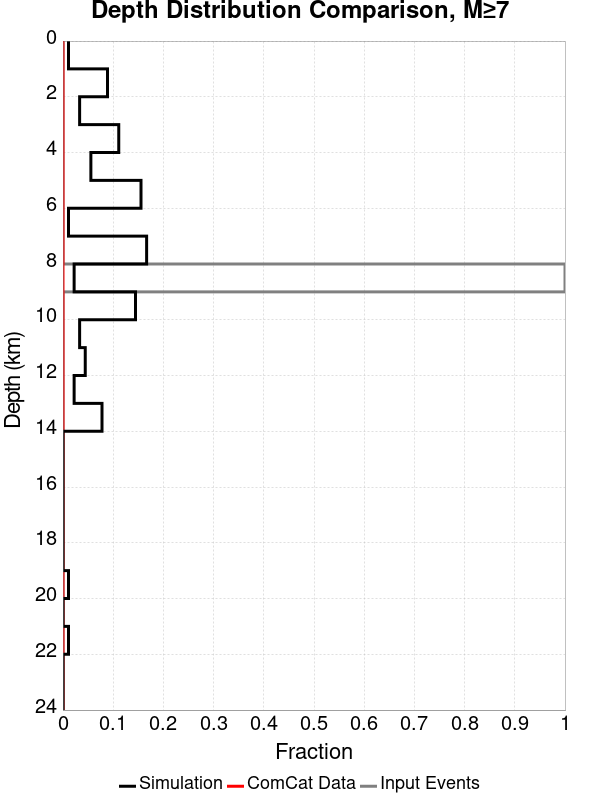 Depth Distribution Comparison, M≥7
0
2
4
6
8
10
12
14
16
18
20
22
24
Depth (km)
0 0.1 0.2 0.3 0.4 0.5 0.6 0.7 0.8 0.9 1
Fraction
Simulation ComCat Data Input Events